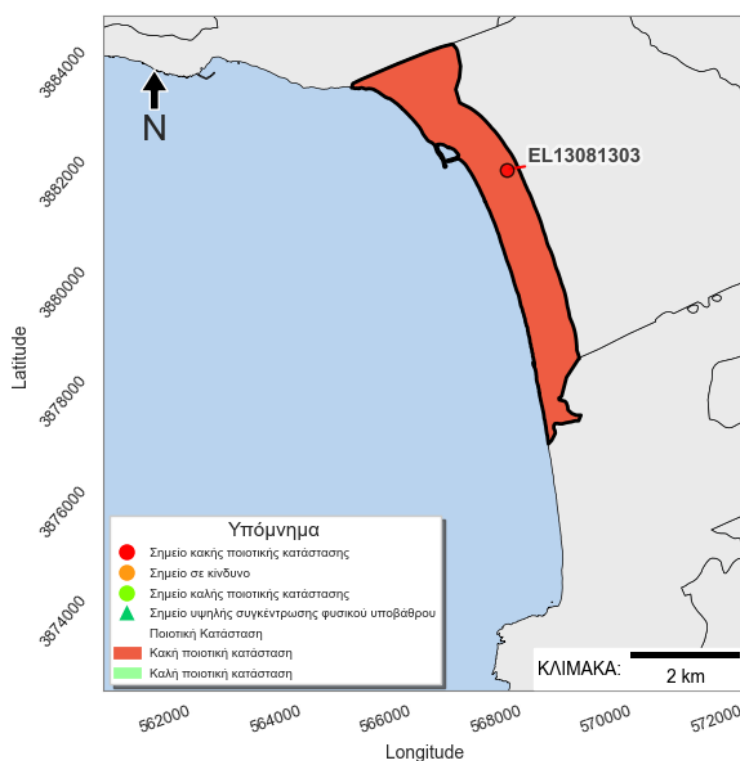 3884000
N
EL13081303
3882000
3880000
Latitude
3878000
3876000
Υπόμνημα
Σημείο κακής ποιοτικής κατάστασης
Σημείο σε κίνδυνο
Σημείο καλής ποιοτικής κατάστασης
Σημείο υψηλής συγκέντρωσης φυσικού υποβάθρου
Ποιοτική Κατάσταση
Κακή ποιοτική κατάσταση
Καλή ποιοτική κατάσταση
3874000
ΚΛΙΜΑΚΑ:
2 km
562000
564000
566000
568000
570000
572000
Longitude